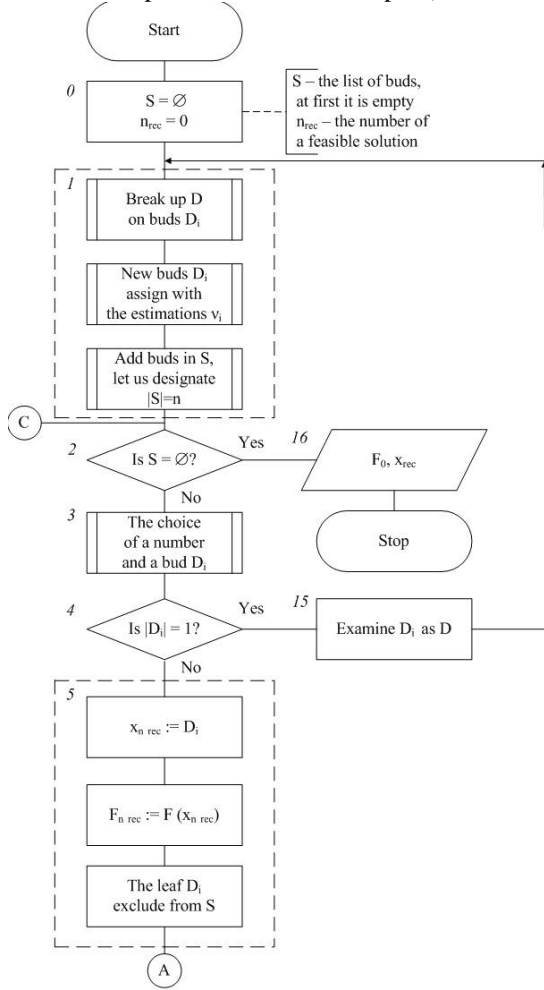 Start
0
S = ∅
n_rec = 0
S – the list of buds,
at first it is empty
n_rec – the number of
a feasible solution
1
Break up D
on buds D_i
New buds D_i
assign with
the estimations v_i
Add buds in S,
let us designate
|S|=n
C
2
Is S = ∅?
Yes
16
F_0, x_rec
No
Stop
3
The choice
of a number
and a bud D_i
4
Is |D_i| = 1?
Yes
15
Examine D_i as D
No
5
x_n rec := D_i
F_n rec := F (x_n rec)
The leaf D_i
exclude from S
A